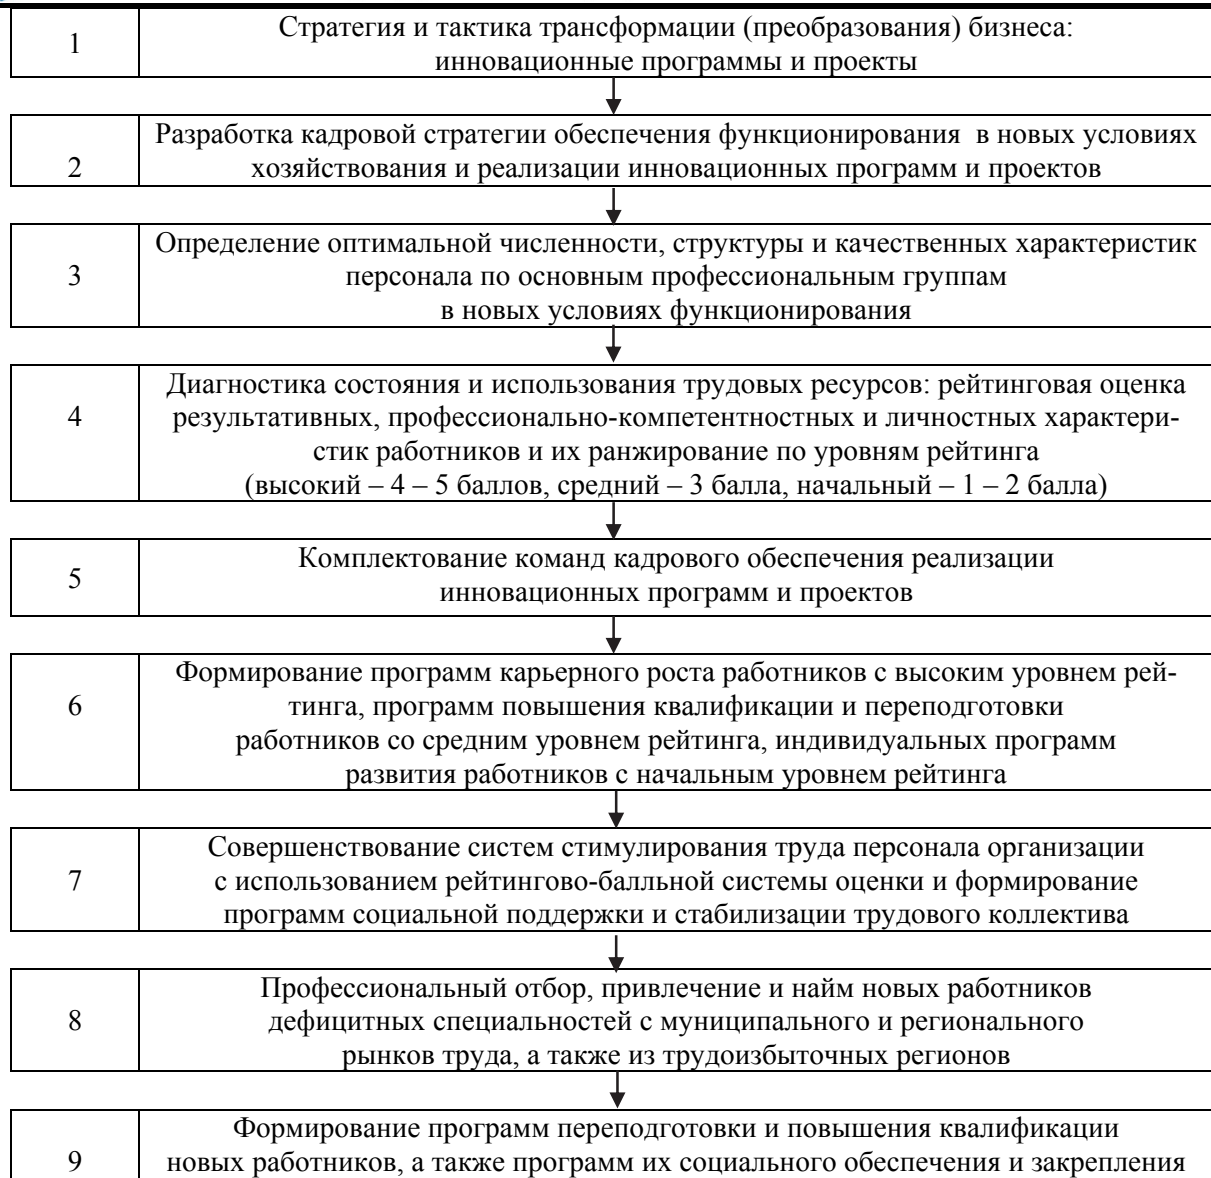 1
Стратегия и тактика трансформации (преобразования) бизнеса:
инновационные программы и проекты
2
Разработка кадровой стратегии обеспечения функционирования в новых условиях
хозяйствования и реализации инновационных программ и проектов
3
Определение оптимальной численности, структуры и качественных характеристик
персонала по основным профессиональным группам
в новых условиях функционирования
4
Диагностика состояния и использования трудовых ресурсов: рейтинговая оценка
результативных, профессионально-компетентностных и личностных характери-
стик работников и их ранжирование по уровням рейтинга
(высокий – 4 – 5 баллов, средний – 3 балла, начальный – 1 – 2 балла)
5
Комплектование команд кадрового обеспечения реализации
инновационных программ и проектов
6
Формирование программ карьерного роста работников с высоким уровнем рей-
тинга, программ повышения квалификации и переподготовки
работников со средним уровнем рейтинга, индивидуальных программ
развития работников с начальным уровнем рейтинга
7
Совершенствование систем стимулирования труда персонала организации
с использованием рейтингово-балльной системы оценки и формирование
программ социальной поддержки и стабилизации трудового коллектива
8
Профессиональный отбор, привлечение и найм новых работников
дефицитных специальностей с муниципального и регионального
рынков труда, а также из трудоизбыточных регионов
9
Формирование программ переподготовки и повышения квалификации
новых работников, а также программ их социального обеспечения и закрепления